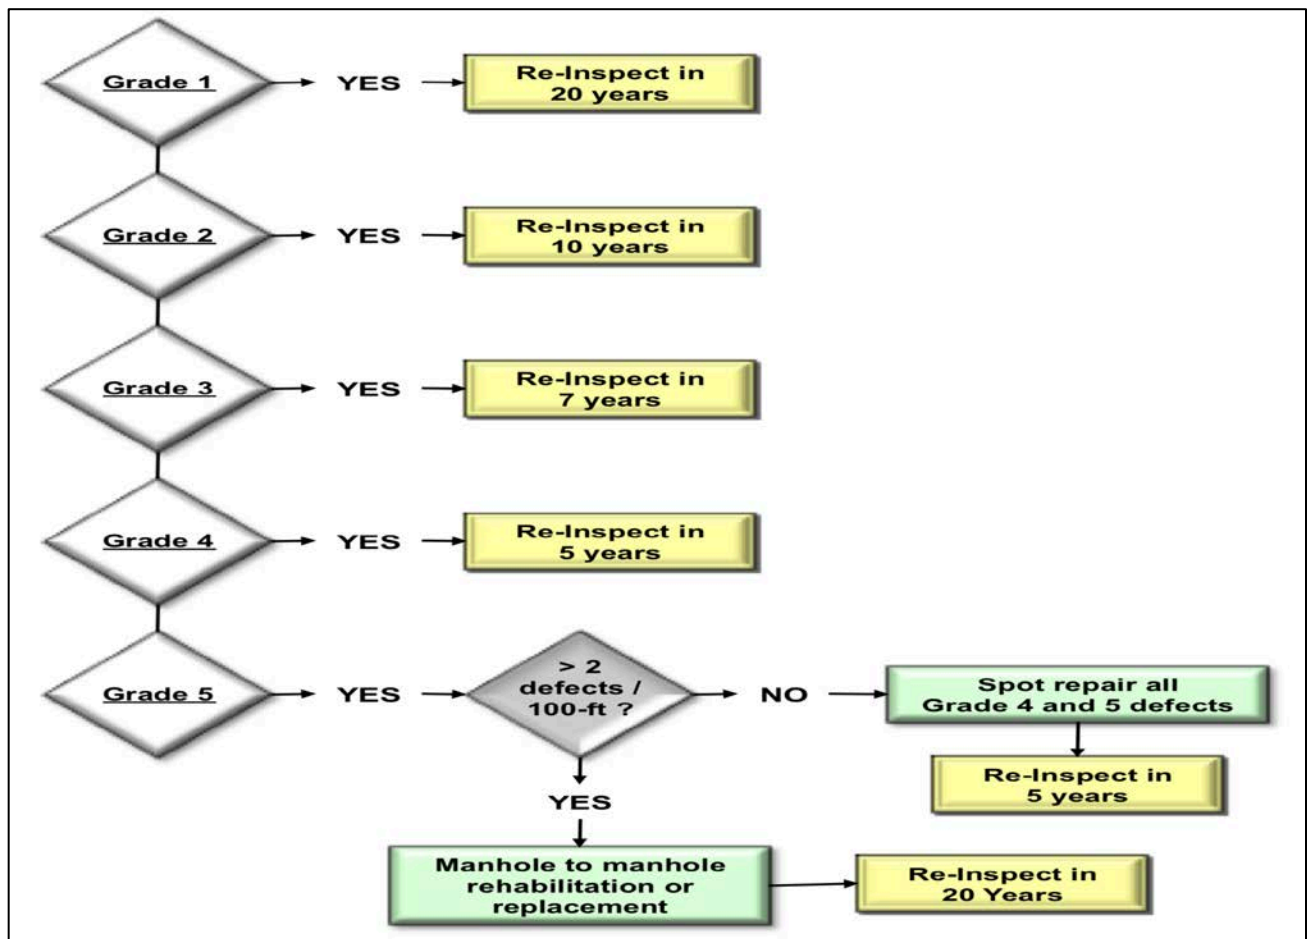 Grade 1
YES
Re-Inspect in
20 years
Grade 2
YES
Re-Inspect in
10 years
Grade 3
YES
Re-Inspect in
7 years
Grade 4
YES
Re-Inspect in
5 years
Grade 5
YES
> 2
defects /
100-ft ?
NO
Spot repair all
Grade 4 and 5 defects
Re-Inspect in
5 years
YES
Manhole to manhole
rehabilitation or
replacement
Re-Inspect in
20 Years